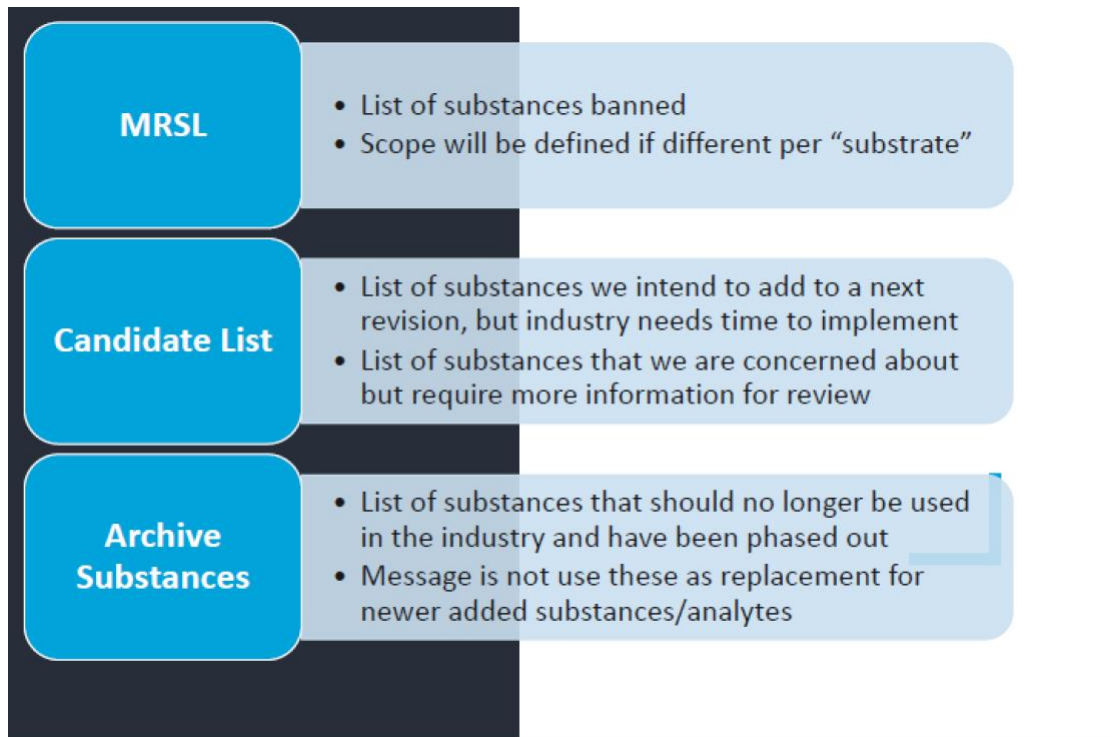 MRSL
• List of substances banned
• Scope will be defined if different per “substrate”
Candidate List
• List of substances we intend to add to a next
revision, but industry needs time to implement
• List of substances that we are concerned about
but require more information for review
Archive
Substances
• List of substances that should no longer be used
in the industry and have been phased out
• Message is not use these as replacement for
newer added substances/analytes